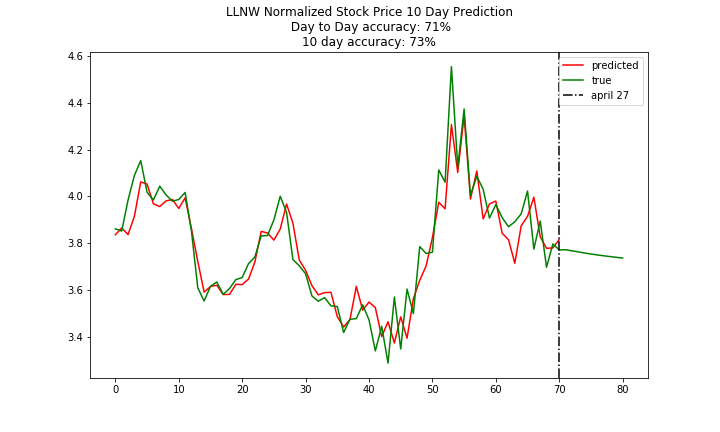 LLNW Normalized Stock Price 10 Day Prediction
Day to Day accuracy: 71%
10 day accuracy: 73%
4.6
4.4
4.2
4.0
3.8
3.6
3.4
predicted
true
april 27
0 10 20 30 40 50 60 70 80